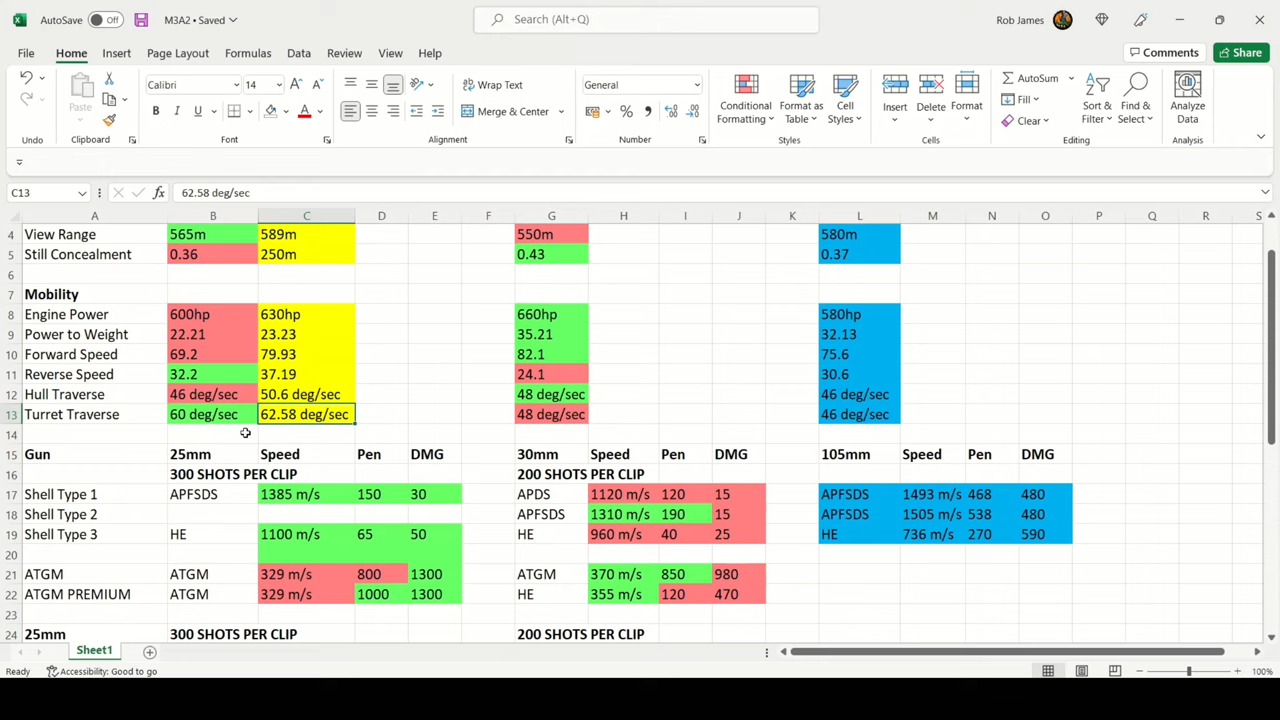 AutoSave Off M3A2 • Saved Search (Alt+Q) Rob James
File Home Insert Page Layout Formulas Data Review View Help Comments Share
Calibri 14 Wrap Text General AutoSum
Paste Merge & Center Conditional Formatting Format as Table Cell Styles Insert Delete Format Fill Clear Sort & Filter Find & Select Analyze Data
Undo Clipboard Font Alignment Number Styles Cells Editing Analysis
C13 fx 62.58 deg/sec
A B C D E F G H I J K L M N O P Q R S
4 View Range 565m 589m 550m 580m
5 Still Concealment 0.36 250m 0.43 0.37
6
7 Mobility
8 Engine Power 600hp 630hp 660hp 580hp
9 Power to Weight 22.21 23.23 35.21 32.13
10 Forward Speed 69.2 79.93 82.1 75.6
11 Reverse Speed 32.2 37.19 24.1 30.6
12 Hull Traverse 46 deg/sec 50.6 deg/sec 48 deg/sec 46 deg/sec
13 Turret Traverse 60 deg/sec 62.58 deg/sec 48 deg/sec 46 deg/sec
14
15 Gun 25mm Speed Pen DMG 30mm Speed Pen DMG 105mm Speed Pen DMG
16 300 SHOTS PER CLIP 200 SHOTS PER CLIP
17 Shell Type 1 APFSDS 1385 m/s 150 30 APDS 1120 m/s 120 15 APFSDS 1493 m/s 468 480
18 Shell Type 2 APFSDS 1310 m/s 190 15 APFSDS 1505 m/s 538 480
19 Shell Type 3 HE 1100 m/s 65 50 HE 960 m/s 40 25 HE 736 m/s 270 590
20
21 ATGM ATGM 329 m/s 800 1300 ATGM 370 m/s 850 980
22 ATGM PREMIUM ATGM 329 m/s 1000 1300 HE 355 m/s 120 470
23
24 25mm 300 SHOTS PER CLIP 200 SHOTS PER CLIP
Sheet1
Ready Accessibility: Good to go 100%